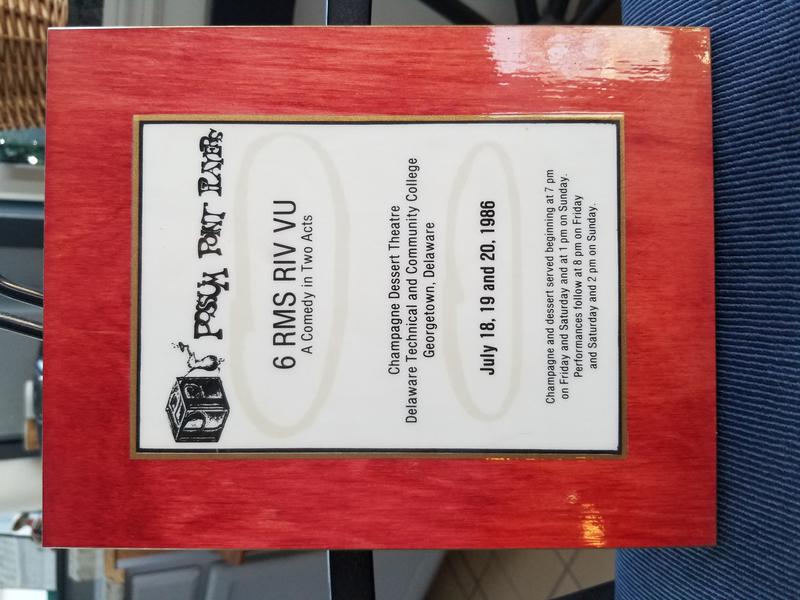 POSSUM POINT PLAYERS
PPP
6 RMS RIV VU
A Comedy in Two Acts
Champagne Dessert Theatre
Delaware Technical and Community College
Georgetown, Delaware
July 18, 19 and 20, 1986
Champagne and dessert served beginning at 7 pm
on Friday and Saturday and at 1 pm on Sunday.
Performances follow at 8 pm on Friday
and Saturday and 2 pm on Sunday.